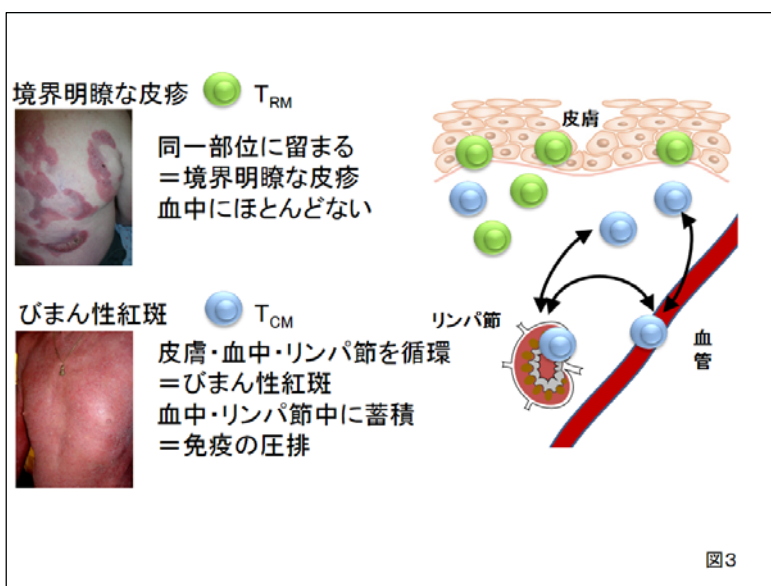 境界明瞭な皮疹 TRM
同一部位に留まる
＝境界明瞭な皮疹
血中にほとんどない
びまん性紅斑 TCM
皮膚・血中・リンパ節を循環
＝びまん性紅斑
血中・リンパ節中に蓄積
＝免疫の圧排
皮膚
リンパ節
血管
図3